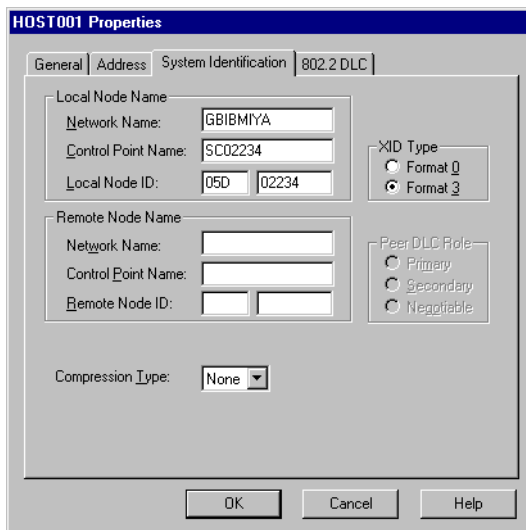 HOST001 Properties
General Address System Identification 802.2 DLC
Local Node Name
Network Name: GBIBMIYA
Control Point Name: SC02234
Local Node ID: 05D 02234
XID Type
Format 0
Format 3
Remote Node Name
Network Name:
Control Point Name:
Remote Node ID:
Peer DLC Role
Primary
Secondary
Negotiable
Compression Type: None
OK Cancel Help